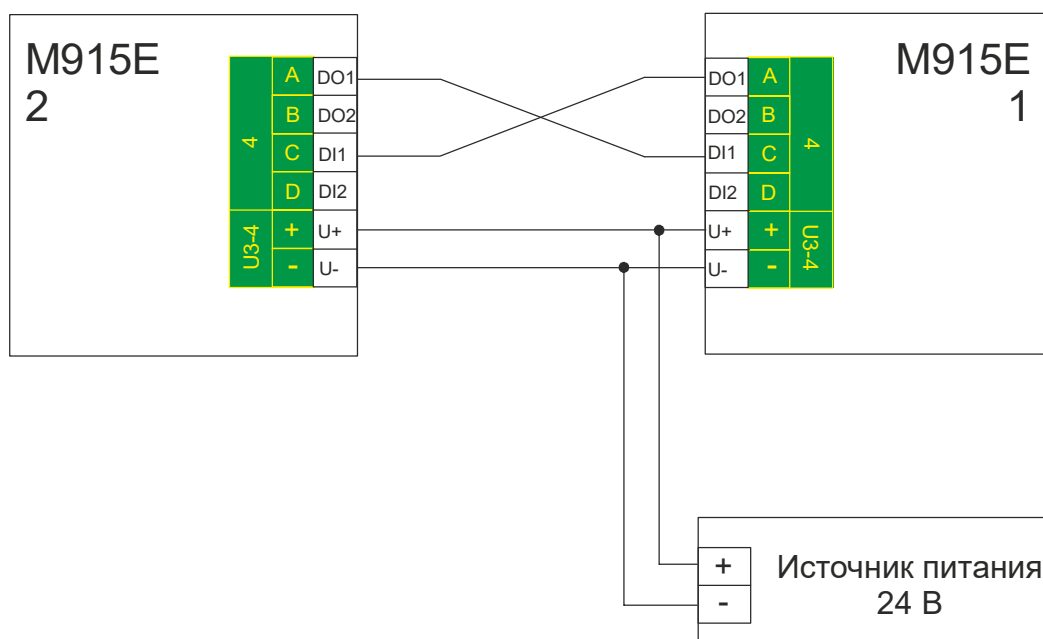 M915E
2
4
U3-4
A DO1
B DO2
C DI1
D DI2
+ U+
- U-
M915E
1
DO1 A
DO2 B
DI1 C
DI2 D
U+ +
U- -
4
U3-4
+
-
Источник питания
24 В